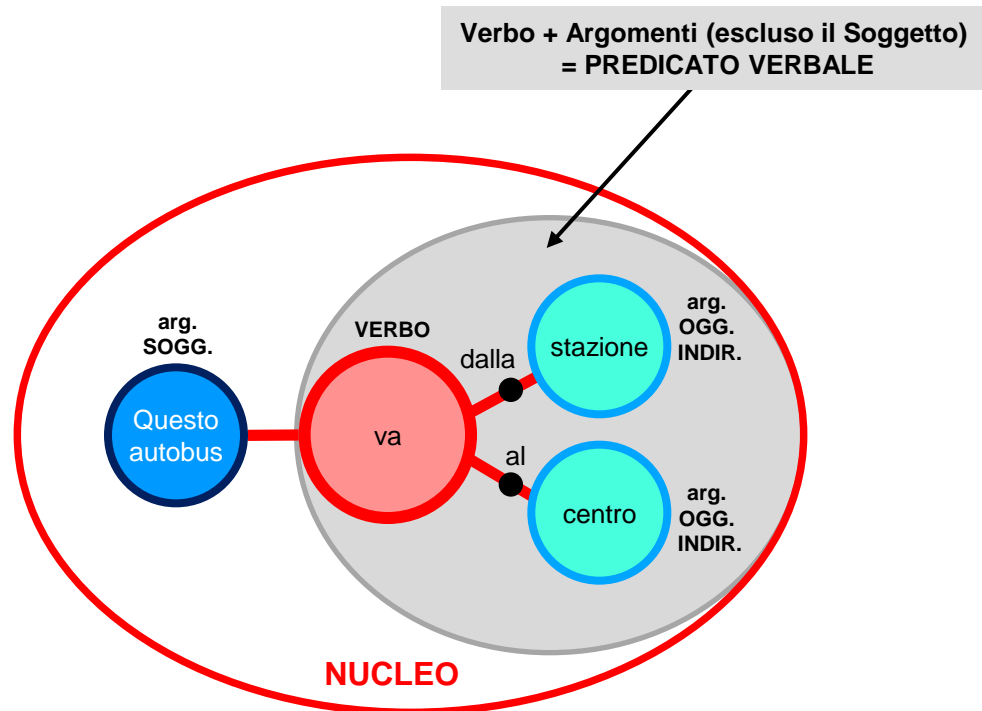 Verbo + Argomenti (escluso il Soggetto)
= PREDICATO VERBALE
arg.
SOGG.
Questo
autobus
VERBO
va
dalla
stazione
arg.
OGG.
INDIR.
al
centro
arg.
OGG.
INDIR.
NUCLEO